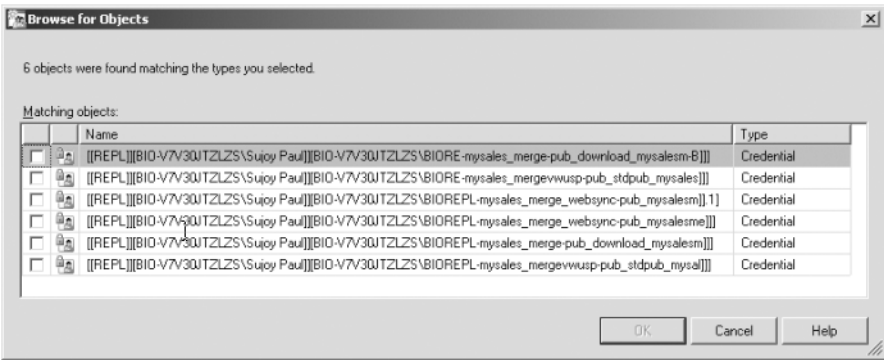 Browse for Objects
6 objects were found matching the types you selected.
Matching objects:
Name Type
[[REPL]][BIO-V7V30JTZLZS\Sujoy Paul]][BIO-V7V30JTZLZS\BIORE-mysales_merge-pub_download_mysalesm-B]]] Credential
[[REPL]][BIO-V7V30JTZLZS\Sujoy Paul]][BIO-V7V30JTZLZS\BIORE-mysales_mergevwusp-pub_stdpub_mysales]]] Credential
[[REPL]][BIO-V7V30JTZLZS\Sujoy Paul]][BIO-V7V30JTZLZS\BIOREPL-mysales_merge_websync-pub_mysalesm]].1] Credential
[[REPL]][BIO-V7V30JTZLZS\Sujoy Paul]][BIO-V7V30JTZLZS\BIOREPL-mysales_merge_websync-pub_mysalesme]]] Credential
[[REPL]][BIO-V7V30JTZLZS\Sujoy Paul]][BIO-V7V30JTZLZS\BIOREPL-mysales_merge-pub_download_mysalesm]]] Credential
[[REPL]][BIO-V7V30JTZLZS\Sujoy Paul]][BIO-V7V30JTZLZS\BIOREPL-mysales_mergevwusp-pub_stdpub_mysal]]] Credential
OK Cancel Help